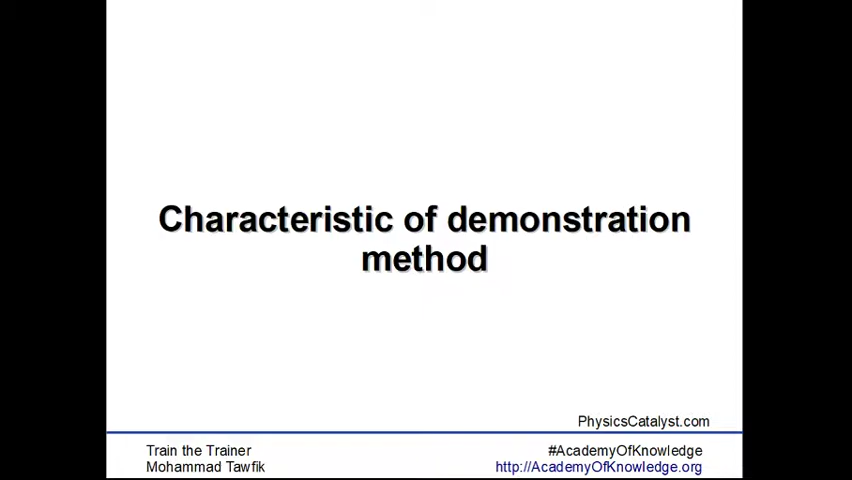 Characteristic of demonstration
method
PhysicsCatalyst.com
Train the Trainer
Mohammad Tawfik
#AcademyOfKnowledge
http://AcademyOfKnowledge.org